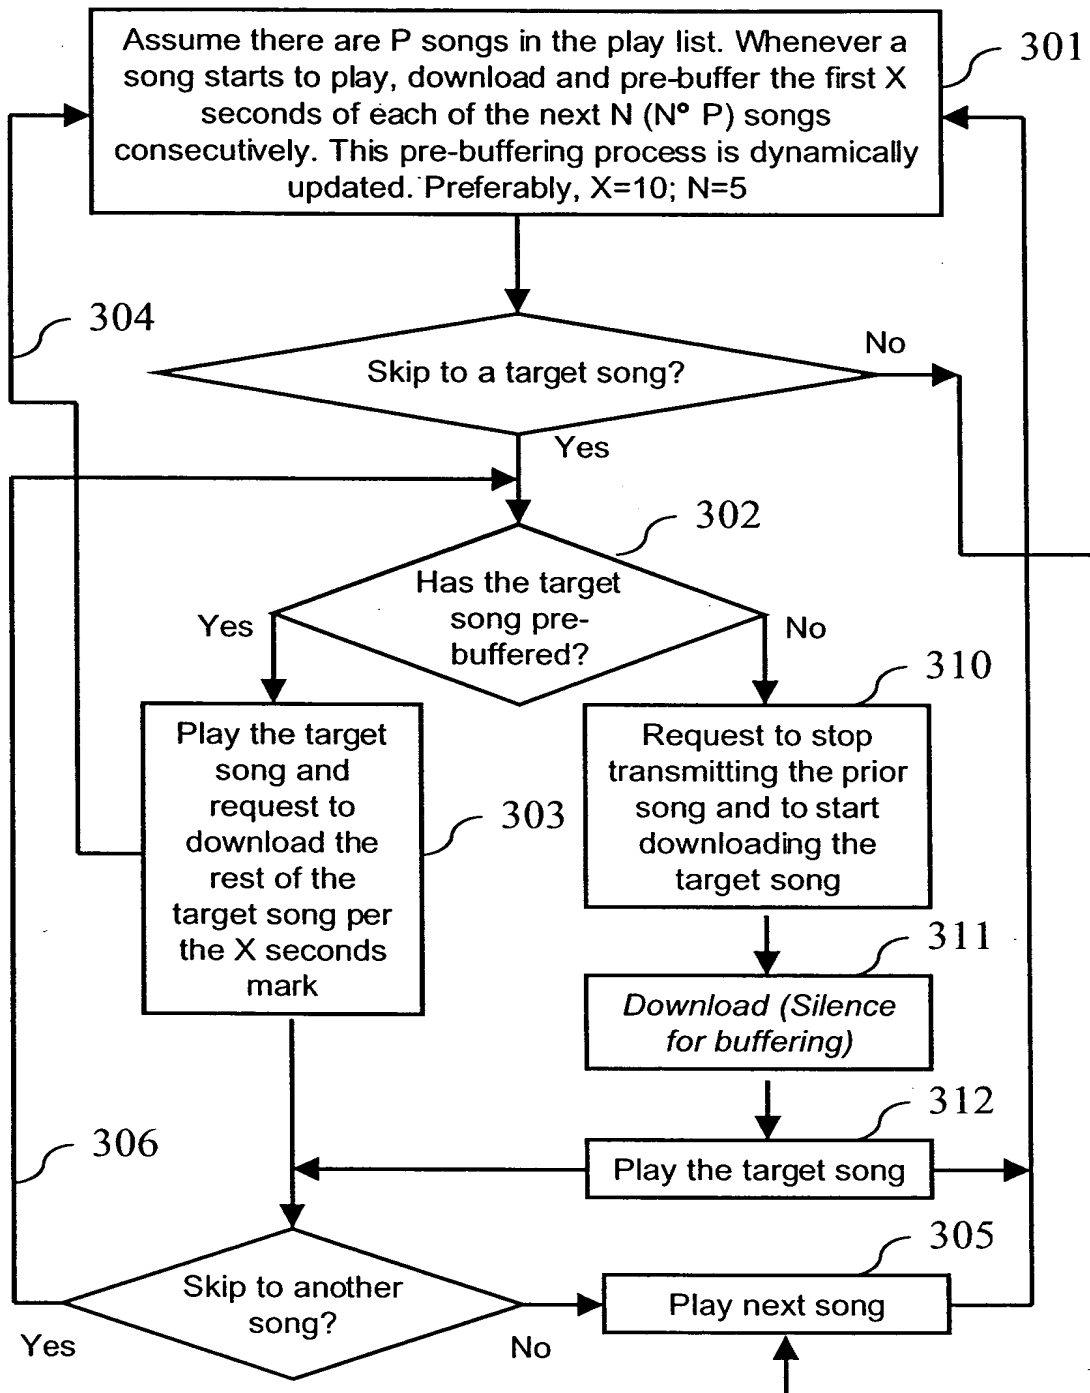 Assume there are P songs in the play list. Whenever a
song starts to play, download and pre-buffer the first X
seconds of each of the next N (N° P) songs
consecutively. This pre-buffering process is dynamically
updated. Preferably, X=10; N=5
301
304
Skip to a target song?
No
Yes
302
Has the target
song pre-
buffered?
Yes
No
310
Play the target
song and
request to
download the
rest of the
target song per
the X seconds
mark
303
Request to stop
transmitting the prior
song and to start
downloading the
target song
311
Download (Silence
for buffering)
312
Play the target song
306
305
Skip to another
song?
Play next song
Yes
No